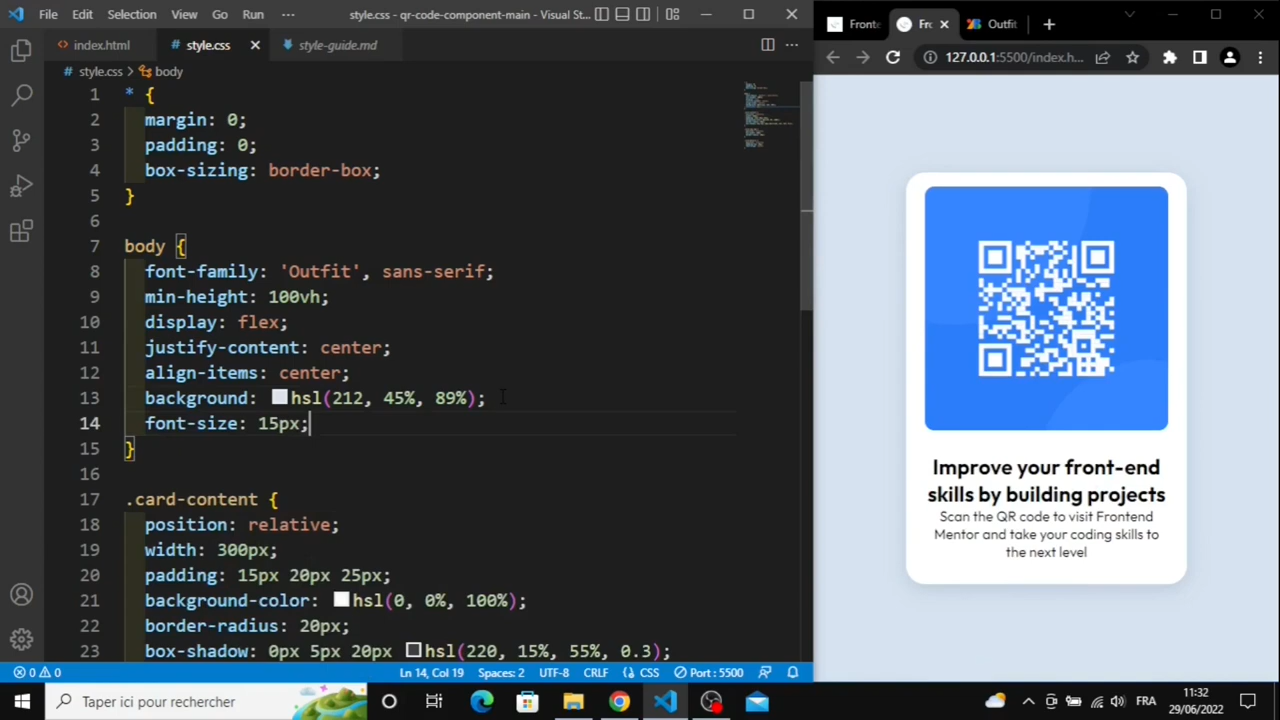 File Edit Selection View Go Run ··· style.css - qr-code-component-main - Visual St...
index.html style.css style-guide.md
Fronte Fro Outfit
127.0.0.1:5500/index.h...
# style.css > body
1 * {
2 margin: 0;
3 padding: 0;
4 box-sizing: border-box;
5 }
6
7 body {
8 font-family: 'Outfit', sans-serif;
9 min-height: 100vh;
10 display: flex;
11 justify-content: center;
12 align-items: center;
13 background: hsl(212, 45%, 89%);
14 font-size: 15px;
15 }
16
17 .card-content {
18 position: relative;
19 width: 300px;
20 padding: 15px 20px 25px;
21 background-color: hsl(0, 0%, 100%);
22 border-radius: 20px;
23 box-shadow: 0px 5px 20px hsl(220, 15%, 55%, 0.3);
Improve your front-end
skills by building projects
Scan the QR code to visit Frontend
Mentor and take your coding skills to
the next level
0 0 Ln 14, Col 19 Spaces: 2 UTF-8 CRLF {} CSS Port : 5500
Taper ici pour rechercher
FRA
11:32
29/06/2022